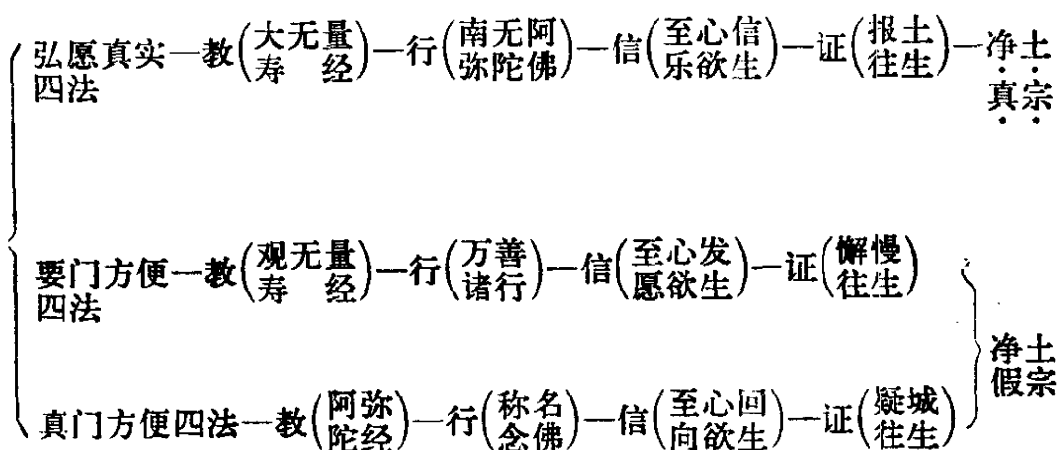 弘愿真实四法—教(大无量寿经)—行(南无阿弥陀佛)—信(至心信乐欲生)—证(报土往生)—净土真宗
要门方便四法—教(观无量寿经)—行(万善诸行)—信(至心发愿欲生)—证(懈慢往生)
净土假宗
真门方便四法—教(阿弥陀经)—行(称名念佛)—信(至心回向欲生)—证(疑城往生)